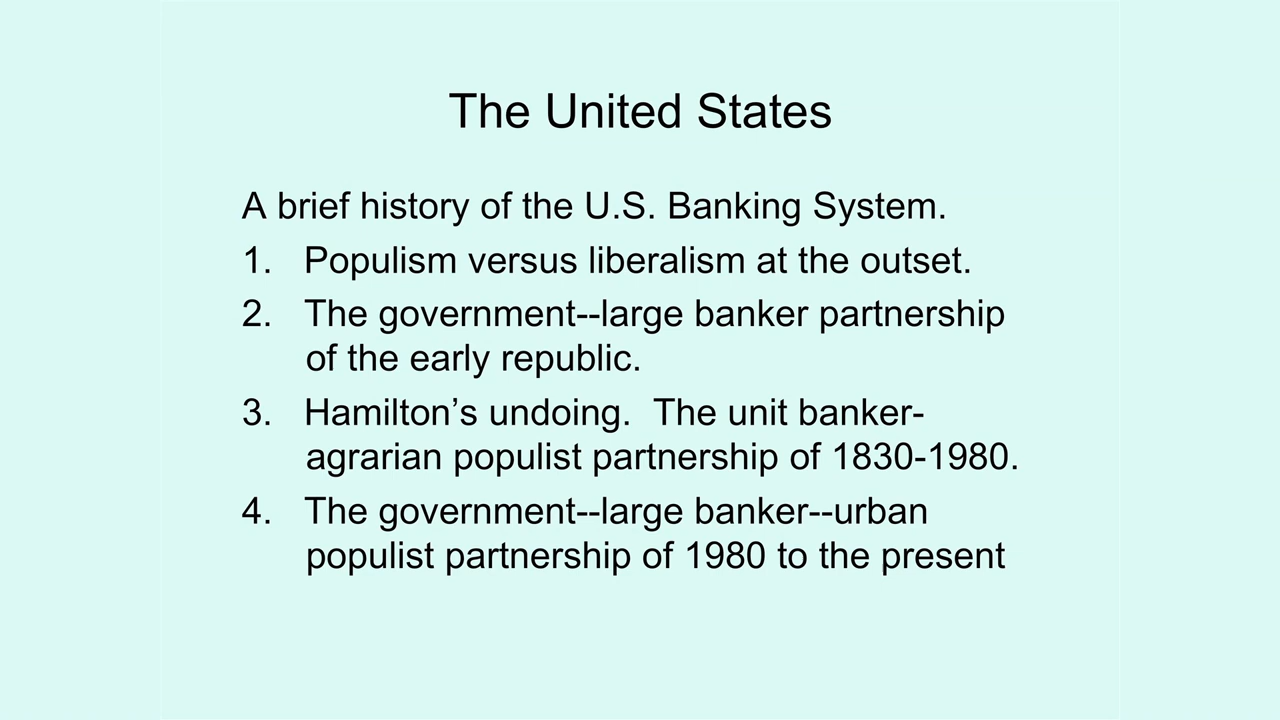 The United States
A brief history of the U.S. Banking System.
1. Populism versus liberalism at the outset.
2. The government--large banker partnership
of the early republic.
3. Hamilton’s undoing.  The unit banker-
agrarian populist partnership of 1830-1980.
4. The government--large banker--urban
populist partnership of 1980 to the present